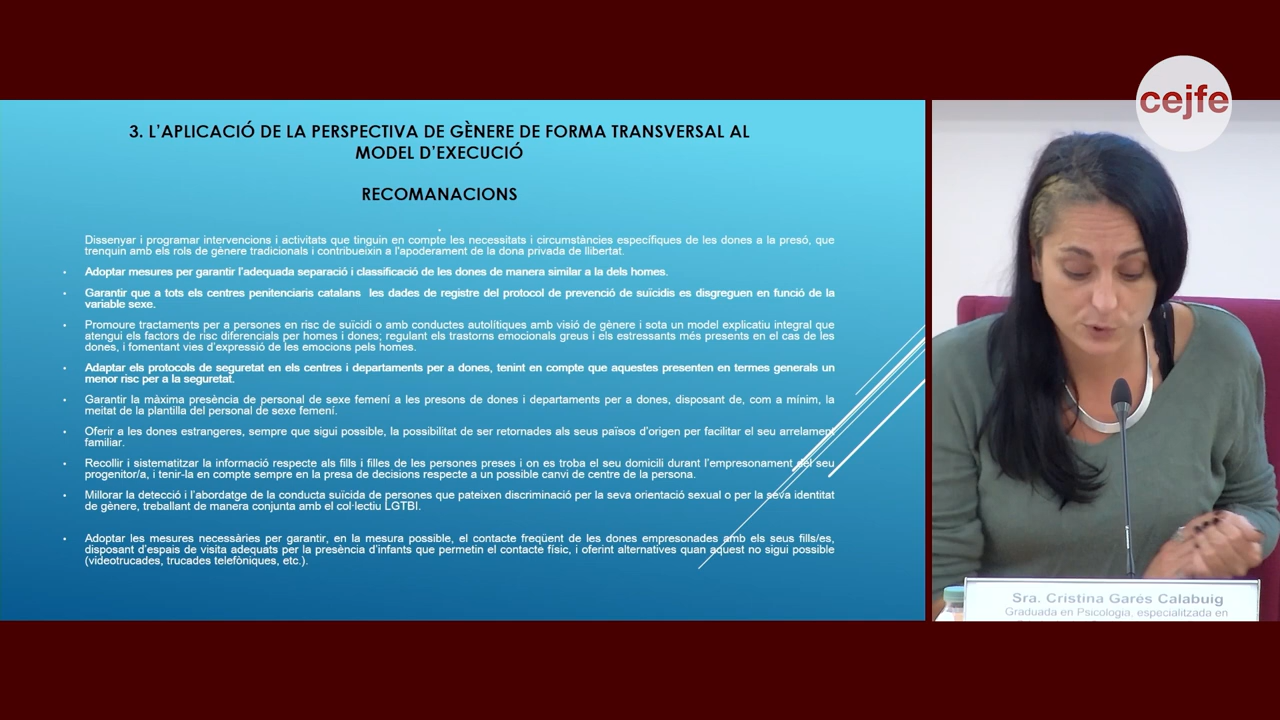 cejfe
3. L'APLICACIÓ DE LA PERSPECTIVA DE GÈNERE DE FORMA TRANSVERSAL AL
MODEL D'EXECUCIÓ
RECOMANACIONS
Dissenyar i programar intervencions i activitats que tinguin en compte les necessitats i circumstàncies específiques de les dones a la presó, que
trenquin amb els rols de gènere tradicionals i contribueixin a l'apoderament de la dona privada de llibertat.
• Adoptar mesures per garantir l'adequada separació i classificació de les dones de manera similar a la dels homes.
• Garantir que a tots els centres penitenciaris catalans les dades de registre del protocol de prevenció de suïcidis es disgreguen en funció de la
variable sexe.
• Promoure tractaments per a persones en risc de suïcidi o amb conductes autolítiques amb visió de gènere i sota un model explicatiu integral que
atengui els factors de risc diferencials per homes i dones; regulant els trastorns emocionals greus i els estressants més presents en el cas de les
dones, i fomentant vies d'expressió de les emocions pels homes.
• Adaptar els protocols de seguretat en els centres i departaments per a dones, tenint en compte que aquestes presenten en termes generals un
menor risc per a la seguretat.
• Garantir la màxima presència de personal de sexe femení a les presons de dones i departaments per a dones, disposant de, com a mínim, la
meitat de la plantilla del personal de sexe femení.
• Oferir a les dones estrangeres, sempre que sigui possible, la possibilitat de ser retornades als seus països d'origen per facilitar el seu arrelament
familiar.
• Recollir i sistematitzar la informació respecte als fills i filles de les persones preses i on es troba el seu domicili durant l'empresonament del seu
progenitor/a, i tenir-la en compte sempre en la presa de decisions respecte a un possible canvi de centre de la persona.
• Millorar la detecció i l'abordatge de la conducta suïcida de persones que pateixen discriminació per la seva orientació sexual o per la seva identitat
de gènere, treballant de manera conjunta amb el col·lectiu LGTBI.
• Adoptar les mesures necessàries per garantir, en la mesura possible, el contacte freqüent de les dones empresonades amb els seus fills/es,
disposant d'espais de visita adequats per la presència d'infants que permetin el contacte físic, i oferint alternatives quan aquest no sigui possible
(videotrucades, trucades telefòniques, etc.).
Sra. Cristina Garés Calabuig
Graduada en Psicologia, especialitzada en